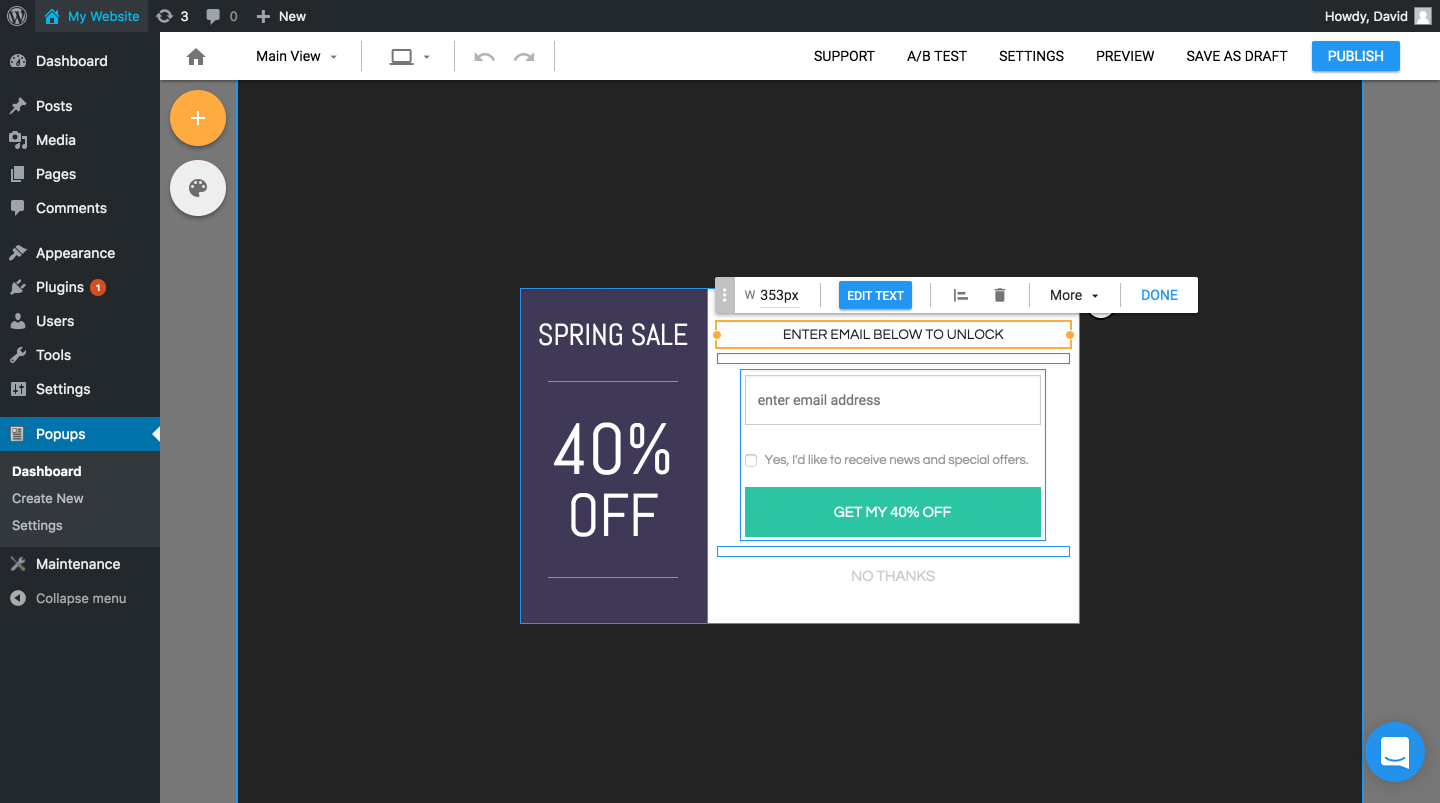 My Website
3
0
New
Howdy, David
Dashboard
Posts
Media
Pages
Comments
Appearance
Plugins 1
Users
Tools
Settings
Popups
Dashboard
Create New
Settings
Maintenance
Collapse menu
Main View
SUPPORT
A/B TEST
SETTINGS
PREVIEW
SAVE AS DRAFT
PUBLISH
W 353px
EDIT TEXT
More
DONE
SPRING SALE
40%
OFF
ENTER EMAIL BELOW TO UNLOCK
enter email address
Yes, I'd like to receive news and special offers.
GET MY 40% OFF
NO THANKS